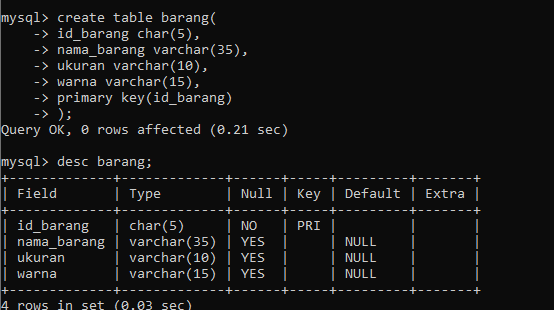 mysql> create table barang(
    -> id_barang char(5),
    -> nama_barang varchar(35),
    -> ukuran varchar(10),
    -> warna varchar(15),
    -> primary key(id_barang)
    -> );
Query OK, 0 rows affected (0.21 sec)
mysql> desc barang;
+-------------+-------------+------+-----+---------+-------+
| Field       | Type        | Null | Key | Default | Extra |
+-------------+-------------+------+-----+---------+-------+
| id_barang   | char(5)     | NO   | PRI |         |       |
| nama_barang | varchar(35) | YES  |     | NULL    |       |
| ukuran      | varchar(10) | YES  |     | NULL    |       |
| warna       | varchar(15) | YES  |     | NULL    |       |
+-------------+-------------+------+-----+---------+-------+
4 rows in set (0.03 sec)